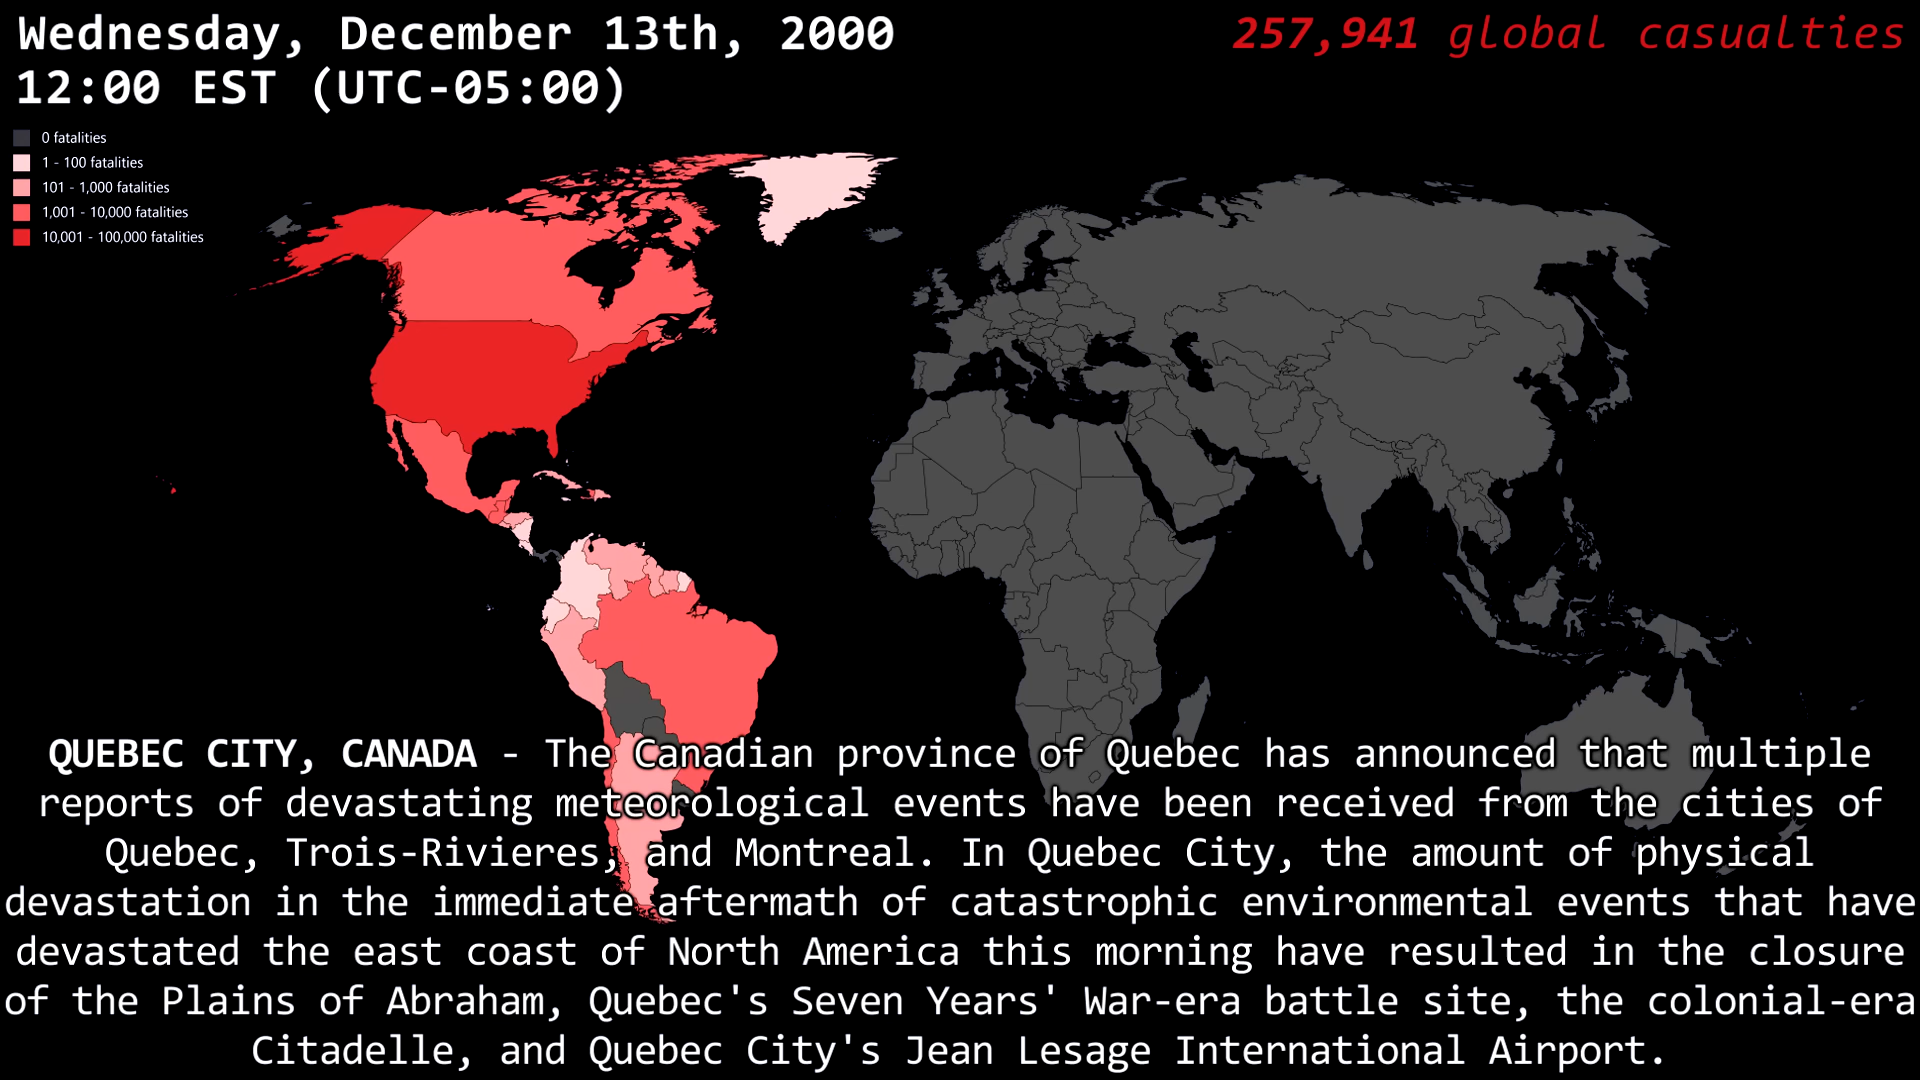 Wednesday, December 13th, 2000
12:00 EST (UTC-05:00)
257,941 global casualties
0 fatalities
1 - 100 fatalities
101 - 1,000 fatalities
1,001 - 10,000 fatalities
10,001 - 100,000 fatalities
QUEBEC CITY, CANADA - The Canadian province of Quebec has announced that multiple
reports of devastating meteorological events have been received from the cities of
Quebec, Trois-Rivieres, and Montreal. In Quebec City, the amount of physical
devastation in the immediate aftermath of catastrophic environmental events that have
devastated the east coast of North America this morning have resulted in the closure
of the Plains of Abraham, Quebec's Seven Years' War-era battle site, the colonial-era
Citadelle, and Quebec City's Jean Lesage International Airport.